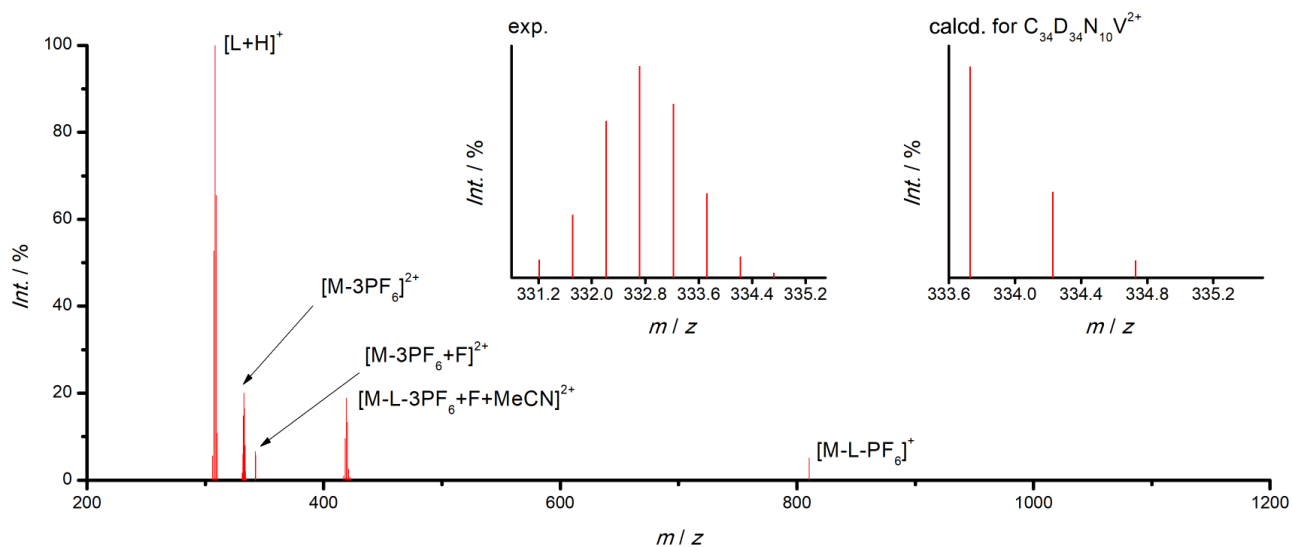 exp.
calcd. for C₃₄D₃₄N₁₀V²⁺
[L+H]⁺
100
80
60
40
20
0
Int. / %
[M-3PF₆]²⁺
[M-3PF₆+F]²⁺
[M-L-3PF₆+F+MeCN]²⁺
[M-L-PF₆]⁺
200 400 600 800 1000 1200
m / z
Int. / %
331.2 332.0 332.8 333.6 334.4 335.2
m / z
Int. / %
333.6 334.0 334.4 334.8 335.2
m / z